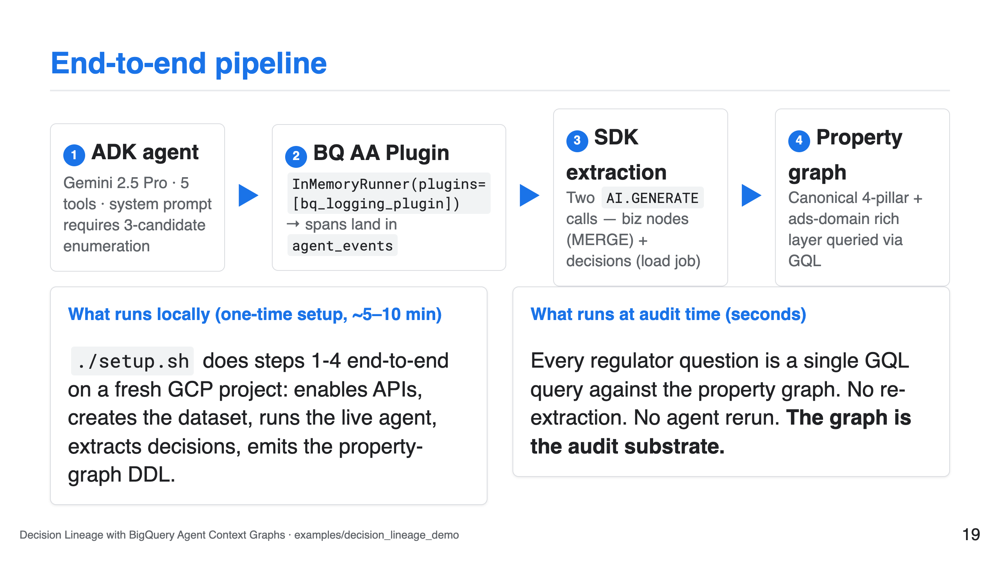 End-to-end pipeline
1 ADK agent
Gemini 2.5 Pro · 5
tools · system prompt
requires 3-candidate
enumeration
2 BQ AA Plugin
InMemoryRunner(plugins=
[bq_logging_plugin])
→ spans land in
agent_events
3 SDK
extraction
Two AI.GENERATE
calls — biz nodes
(MERGE) +
decisions (load job)
4 Property
graph
Canonical 4-pillar +
ads-domain rich
layer queried via
GQL
What runs locally (one-time setup, ~5–10 min)
./setup.sh does steps 1-4 end-to-end
on a fresh GCP project: enables APIs,
creates the dataset, runs the live agent,
extracts decisions, emits the property-
graph DDL.
What runs at audit time (seconds)
Every regulator question is a single GQL
query against the property graph. No re-
extraction. No agent rerun. The graph is
the audit substrate.
Decision Lineage with BigQuery Agent Context Graphs · examples/decision_lineage_demo
19